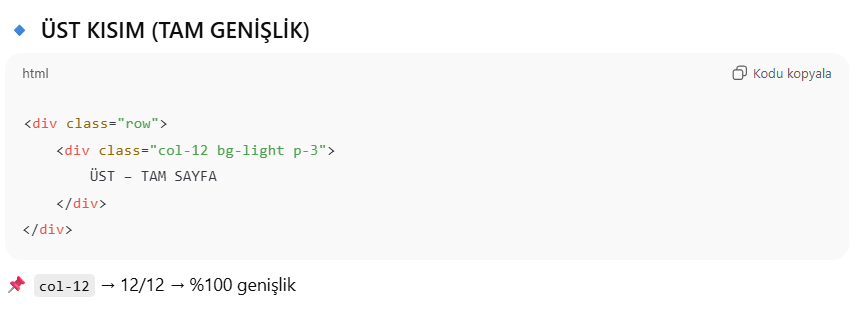 ÜST KISIM (TAM GENİŞLİK)
html
Kodu kopyala
<div class="row">
    <div class="col-12 bg-light p-3">
        ÜST – TAM SAYFA
    </div>
</div>
📌 col-12 → 12/12 → %100 genişlik